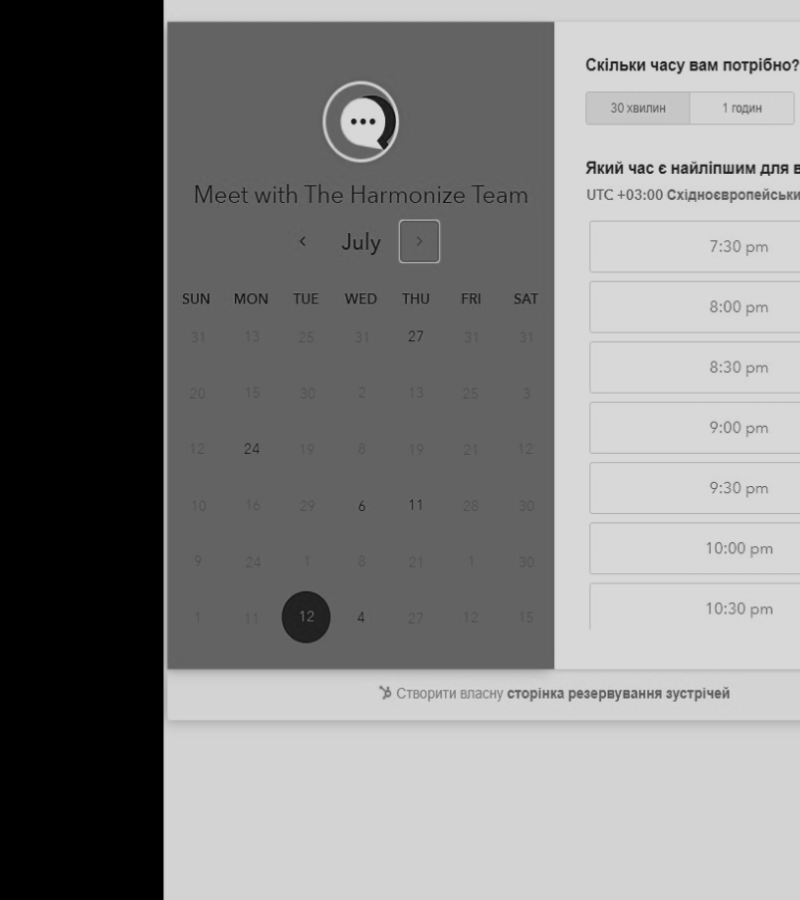 Meet with The Harmonize Team
July
SUN MON TUE WED THU FRI SAT
31 13 25 31 27 31 31
20 15 30 2 13 25 3
12 24 19 8 19 21 12
10 16 29 6 11 28 30
9 24 1 8 21 1 30
1 11 12 4 27 12 15
Скільки часу вам потрібно?
30 хвилин 1 годин
Який час є найліпшим для в
UTC +03:00 Східноєвропейськи
7:30 pm
8:00 pm
8:30 pm
9:00 pm
9:30 pm
10:00 pm
10:30 pm
Створити власну сторінка резервування зустрічей